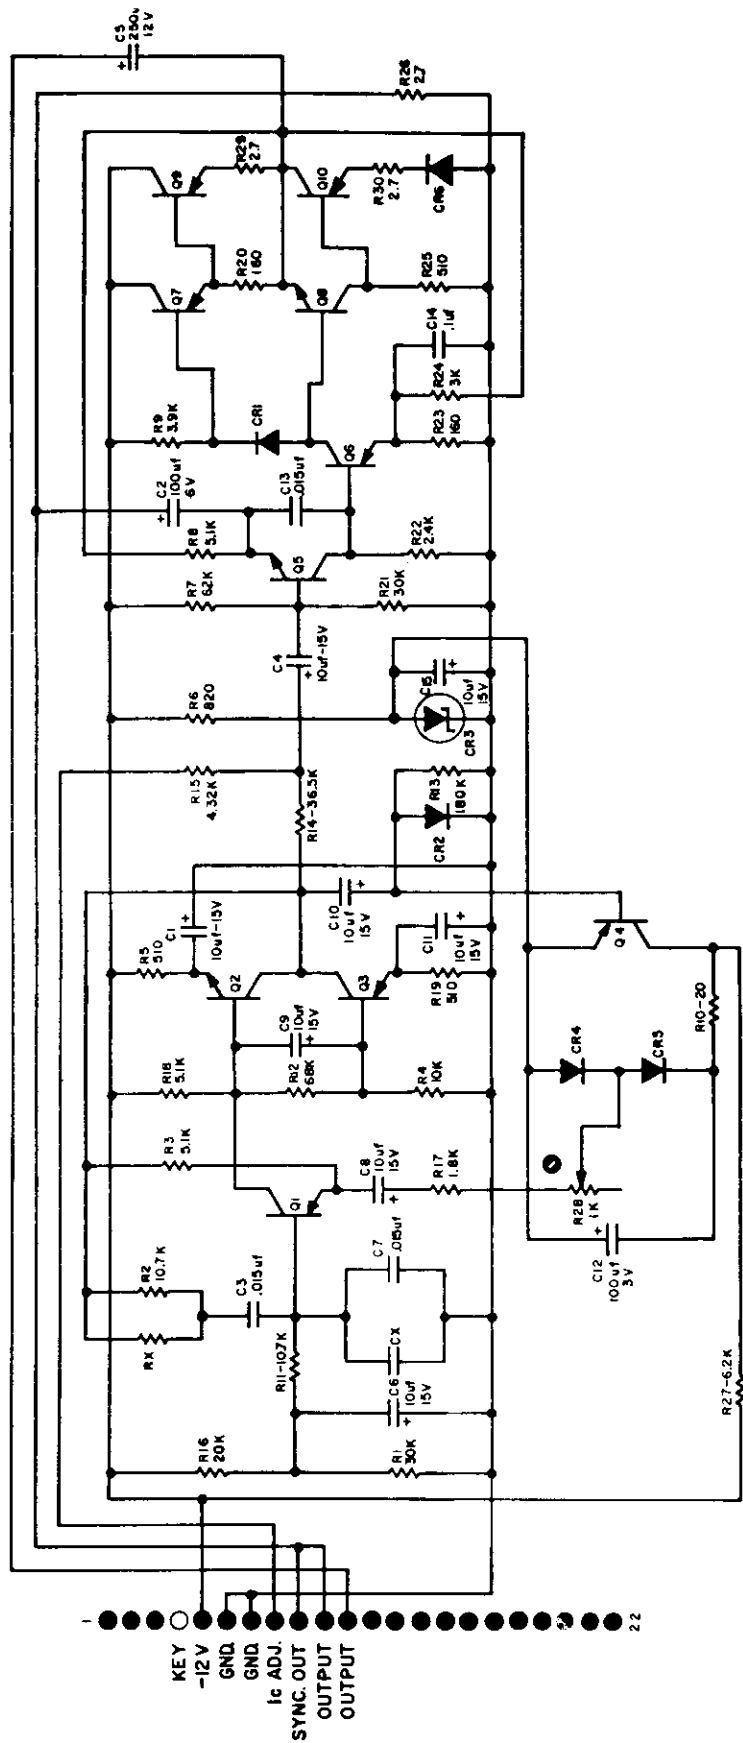 C5
250u
12V
+
R26
2.7
Q9
R29
2.7
Q10
R30
2.7
CR6
Q7
R20
160
Q8
R25
510
C14
.1uf
R24
3K
R9
3.9K
CR1
Q6
R23
160
C2
100uf
6V
+
C13
.015uf
R8
5.1K
Q5
R22
2.4K
R7
62K
R21
30K
C4
10uf-15V
+
R6
820
C15
10uf
15V
+
CR3
R15
4.32K
R14-36.5K
R13
180K
CR2
C1
10uf-15V
+
C10
10uf
15V
+
R5
510
Q2
Q3
C11
10uf
15V
+
R19
510
Q4
C9
10uf
15V
+
R18
5.1K
R12
68K
R4
10K
R10-20
CR4
CR5
R3
5.1K
Q1
C8
10uf
15V
+
R17
1.8K
R28
1K
R2
10.7K
C3
.015uf
C7
.015uf
C12
100uf
3V
+
RX
R11-107K
CX
C6
10uf
15V
+
R27-6.2K
R16
20K
R1
30K
1
KEY
-12V
GND.
GND.
1c ADJ.
SYNC. OUT
OUTPUT
OUTPUT
22